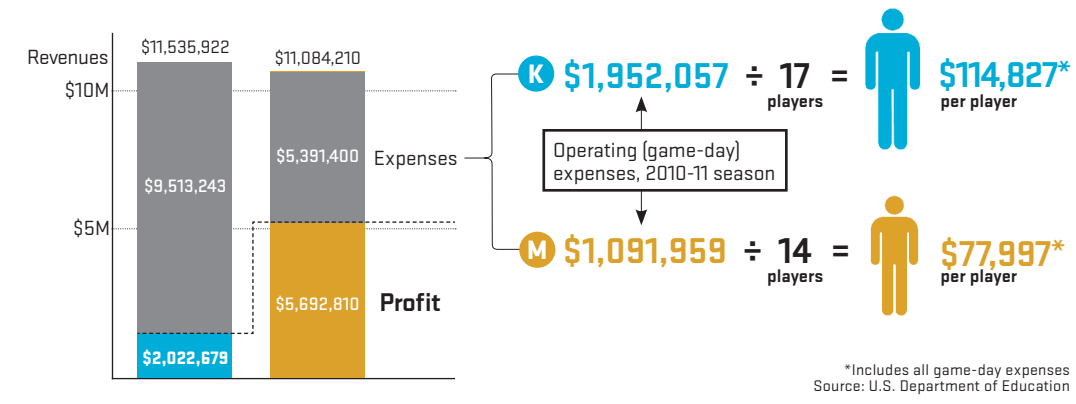 Revenues
$11,535,922
$11,084,210
$10M
$5M
$9,513,243
$5,391,400
Expenses
$2,022,679
$5,692,810
Profit
K $1,952,057 ÷ 17 = $114,827*
players
per player
Operating (game-day)
expenses, 2010-11 season
M $1,091,959 ÷ 14 = $77,997*
players
per player
*Includes all game-day expenses
Source: U.S. Department of Education